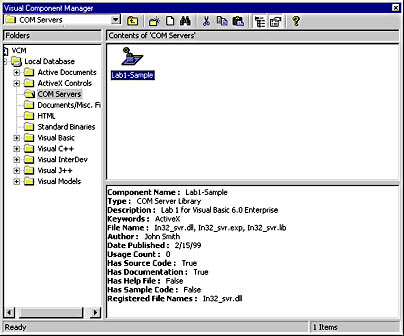 Visual Component Manager
COM Servers
Folders
Contents of 'COM Servers'
VCM
Local Database
Active Documents
ActiveX Controls
COM Servers
Documents/Misc. Fi
HTML
Standard Binaries
Visual Basic
Visual C++
Visual InterDev
Visual J++
Visual Models
Lab1-Sample
Component Name : Lab1-Sample
Type : COM Server Library
Description : Lab 1 for Visual Basic 6.0 Enterprise
Keywords : ActiveX
File Name : In32_svr.dll, In32_svr.exp, In32_svr.lib
Author : John Smith
Date Published : 2/15/99
Usage Count : 0
Has Source Code : True
Has Documentation : True
Has Help File : False
Has Sample Code : False
Registered File Names : In32_svr.dll
Ready
1 Items